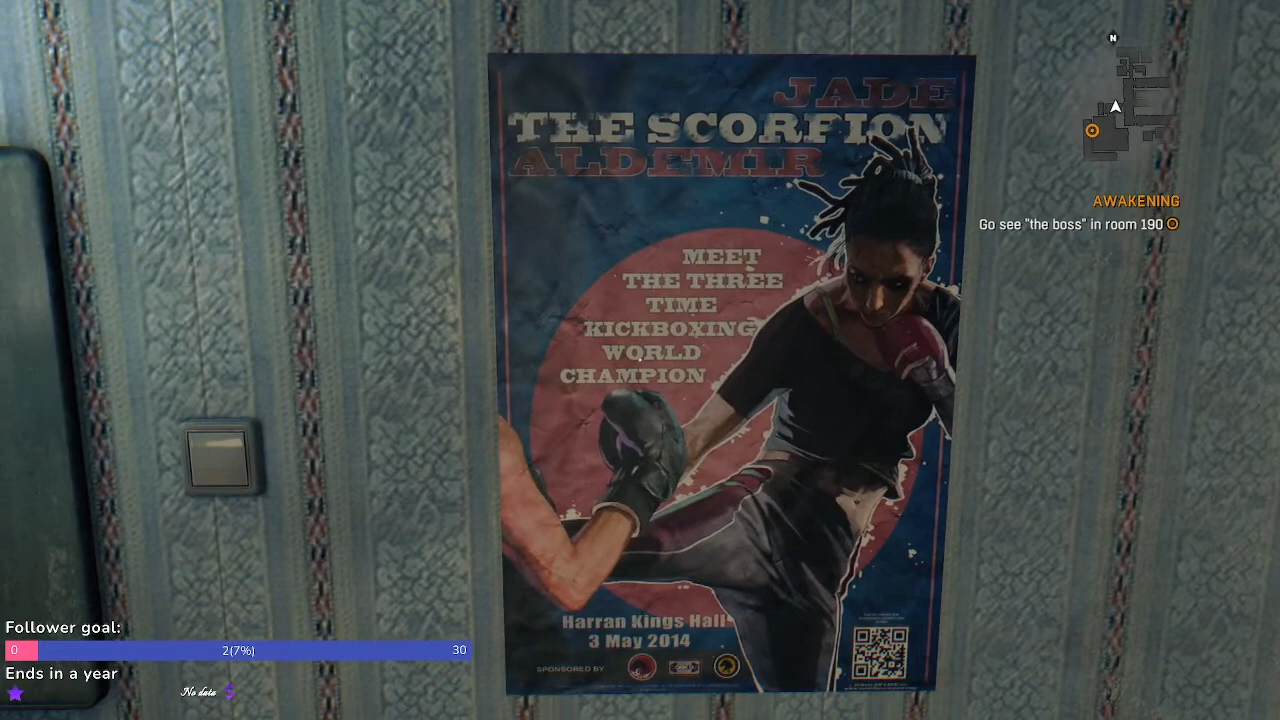 JADE
THE SCORPION
ALDEMIR
MEET
THE THREE
TIME
KICKBOXING
WORLD
CHAMPION
Harran Kings Hall
3 May 2014
SPONSORED BY
N
AWAKENING
Go see "the boss" in room 190
Follower goal:
0 2(7%) 30
Ends in a year
No data $